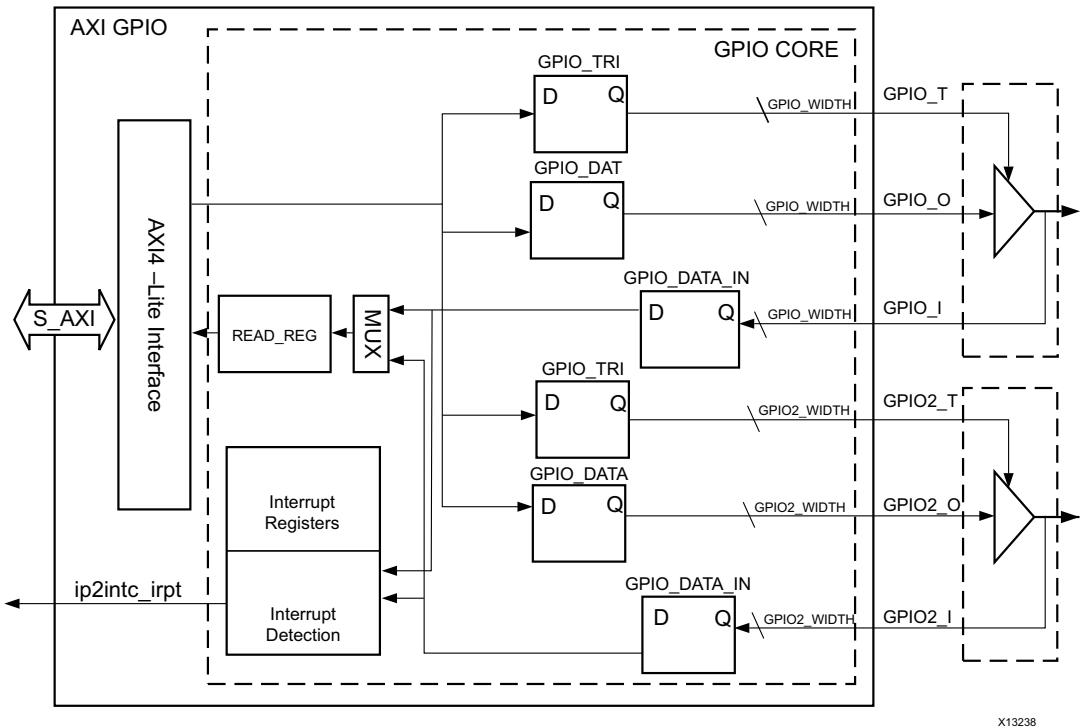 AXI GPIO
GPIO CORE
GPIO_TRI
D Q
GPIO_WIDTH
GPIO_T
GPIO_DAT
D Q
GPIO_WIDTH
GPIO_O
AXI4 –Lite Interface
S_AXI
READ_REG
MUX
GPIO_DATA_IN
D Q
GPIO_WIDTH
GPIO_I
GPIO_TRI
D Q
GPIO2_WIDTH
GPIO2_T
GPIO_DATA
D Q
GPIO2_WIDTH
GPIO2_O
Interrupt
Registers
ip2intc_irpt
Interrupt
Detection
GPIO_DATA_IN
D Q
GPIO2_WIDTH
GPIO2_I
X13238